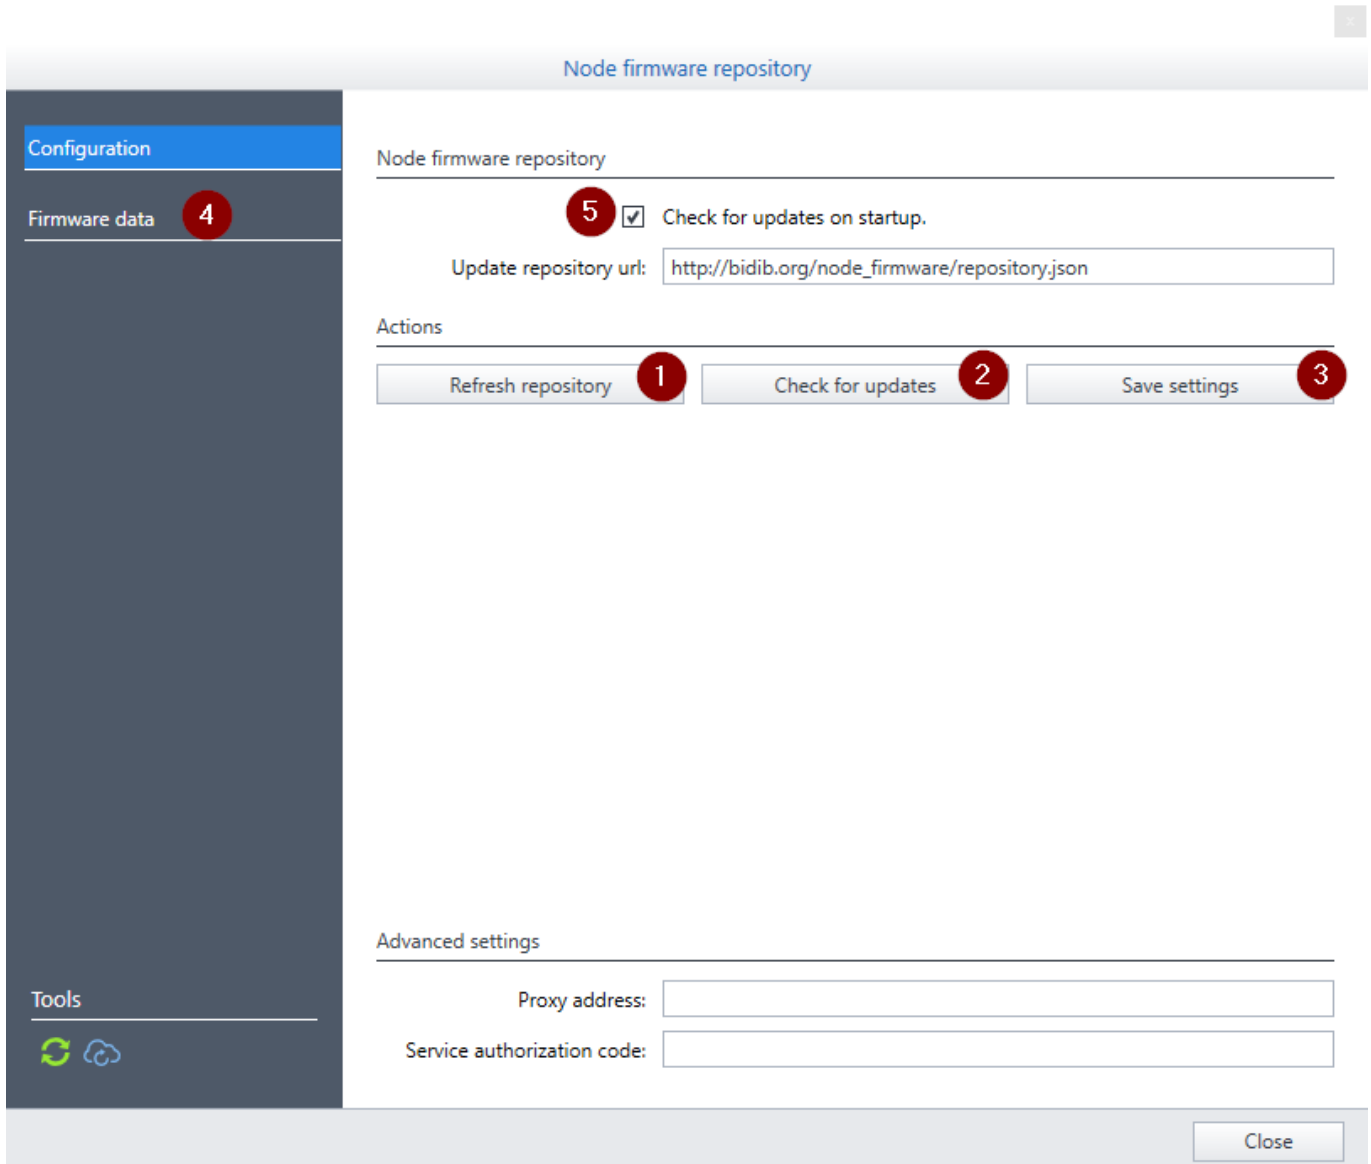 x
Node firmware repository
Configuration
Firmware data 4
Node firmware repository
5 Check for updates on startup.
Update repository url: http://bidib.org/node_firmware/repository.json
Actions
Refresh repository 1 Check for updates 2 Save settings 3
Advanced settings
Proxy address:
Service authorization code:
Tools
Close